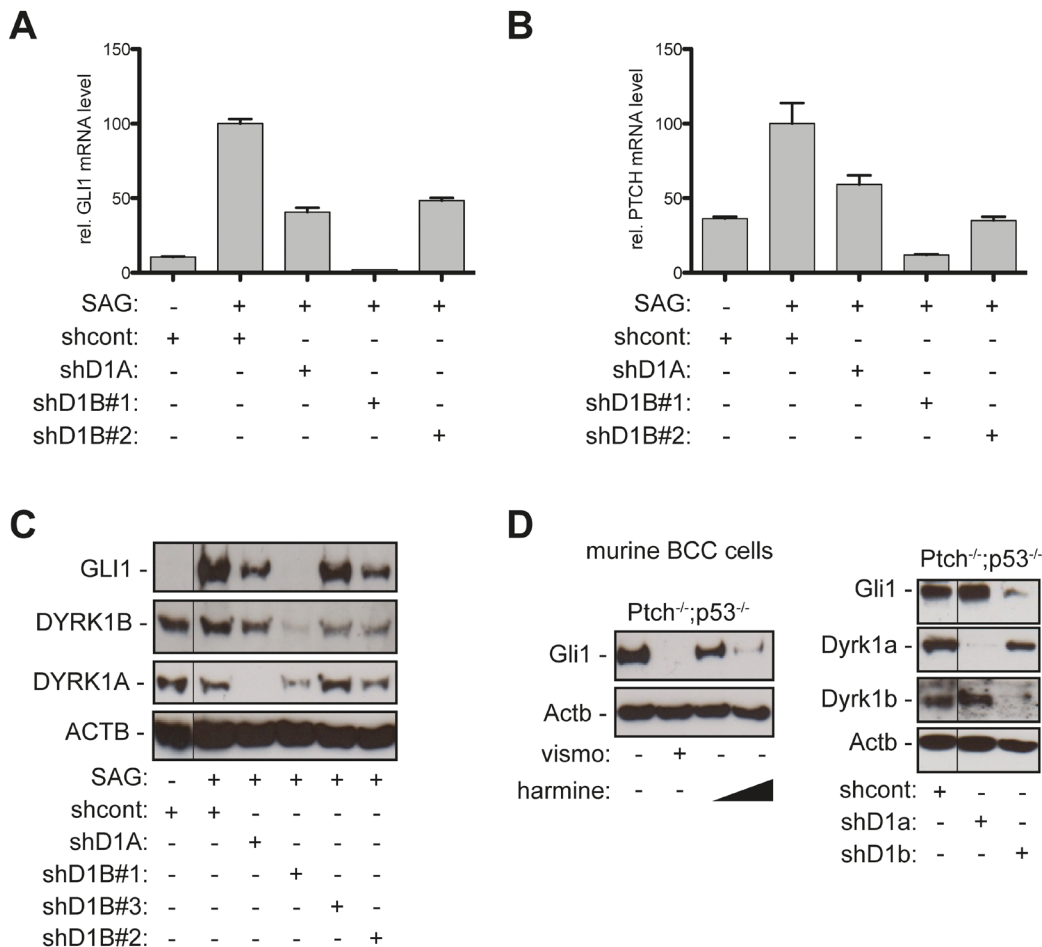 A
rel. GLI1 mRNA level
150
100
50
0
SAG: - + + + +
shcont: + + - - -
shD1A: - - + - -
shD1B#1: - - - + -
shD1B#2: - - - - +
B
rel. PTCH mRNA level
150
100
50
0
SAG: - + + + +
shcont: + + - - -
shD1A: - - + - -
shD1B#1: - - - + -
shD1B#2: - - - - +
C
GLI1 -
DYRK1B -
DYRK1A -
ACTB -
SAG: - + + + + +
shcont: + + - - - -
shD1A: - - + - - -
shD1B#1: - - - + - -
shD1B#3: - - - - + -
shD1B#2: - - - - - +
D
murine BCC cells
Ptch-/-;p53-/-
Gli1 -
Actb -
vismo: - + - -
harmine: - -
Ptch-/-;p53-/-
Gli1 -
Dyrk1a -
Dyrk1b -
Actb -
shcont: + - -
shD1a: - + -
shD1b: - - +